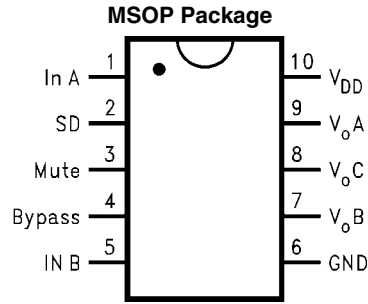 MSOP Package
In A 1 10 V_DD
SD 2 9 V_oA
Mute 3 8 V_oC
Bypass 4 7 V_oB
IN B 5 6 GND